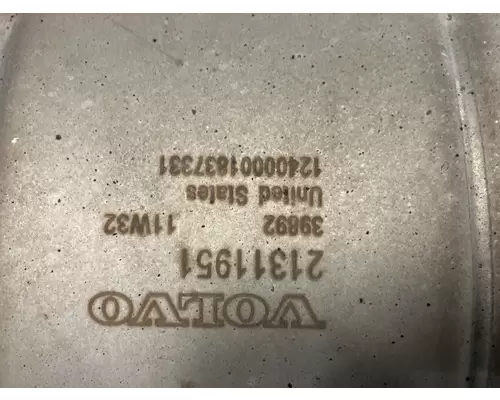 VOLVO
21311951
39892 11W32
United States
12400001837331